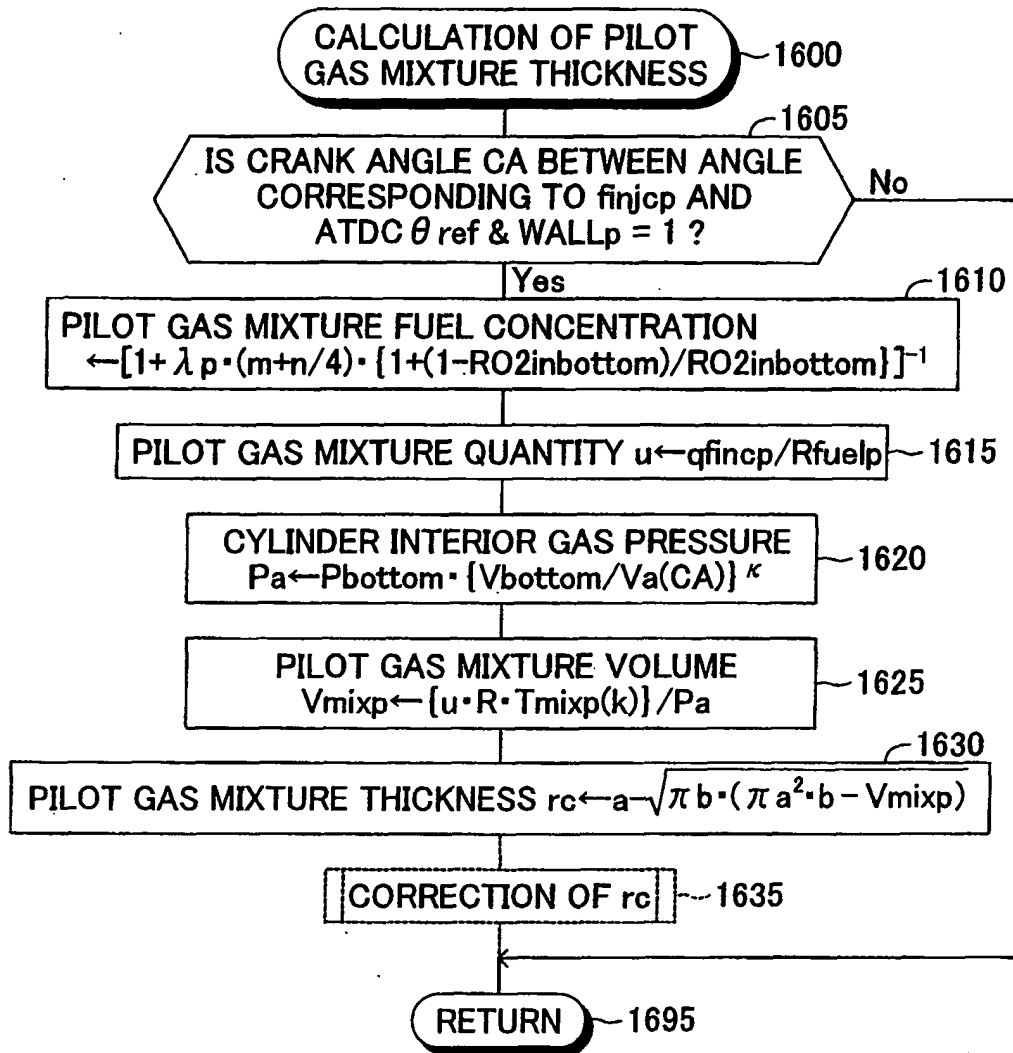 CALCULATION OF PILOT
GAS MIXTURE THICKNESS
1600
1605
IS CRANK ANGLE CA BETWEEN ANGLE
CORRESPONDING TO finjcp AND
ATDC θ ref & WALLp = 1 ?
No
Yes
1610
PILOT GAS MIXTURE FUEL CONCENTRATION
←[1+ λ p·(m+n/4)· {1+(1-RO2inbottom)/RO2inbottom}]⁻¹
PILOT GAS MIXTURE QUANTITY u←qfincp/Rfuelp
1615
CYLINDER INTERIOR GAS PRESSURE
Pa←Pbottom· {Vbottom/Va(CA)} ᴷ
1620
PILOT GAS MIXTURE VOLUME
Vmixp←{u·R·Tmixp(k)}/Pa
1625
1630
PILOT GAS MIXTURE THICKNESS rc←a-√πb·(πa²·b-Vmixp)
CORRECTION OF rc
1635
RETURN
1695